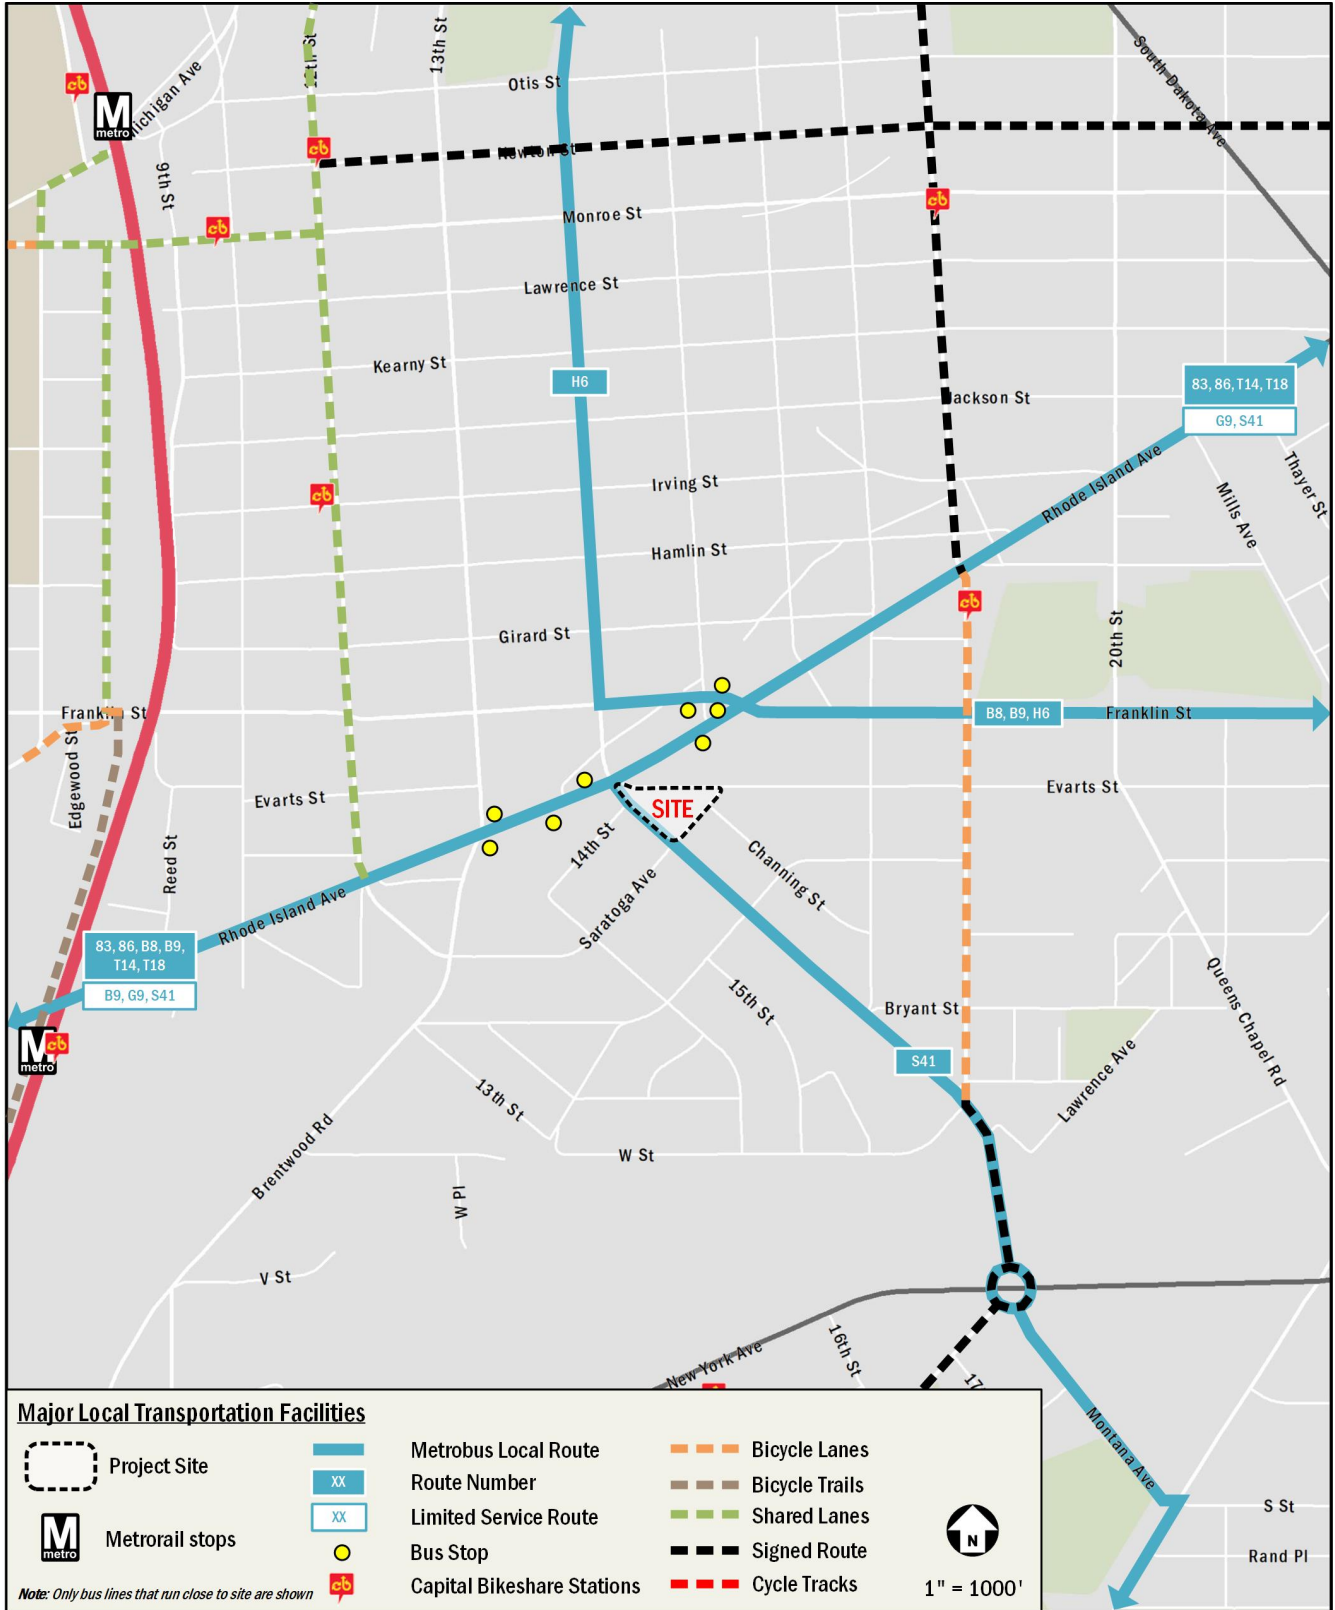 Otis St
13th St
12th St
South Dakota Ave
M
metro
Michigan Ave
9th St
Newton St
Monroe St
Lawrence St
Kearny St
H6
83, 86, T14, T18
G9, S41
Jackson St
Rhode Island Ave
Irving St
Thayer St
Mills Ave
Hamlin St
Girard St
20th St
Franklin St
B8, B9, H6
Franklin St
Edgewood St
Evarts St
SITE
Evarts St
14th St
Reed St
Channing St
Saratoga Ave
Rhode Island Ave
83, 86, B8, B9,
T14, T18
B9, G9, S41
15th St
Bryant St
Queens Chapel Rd
M
metro
S41
Lawrence Ave
13th St
Brentwood Rd
W St
W Pl
V St
16th St
New York Ave
Montana Ave
S St
Rand Pl
Major Local Transportation Facilities
Project Site
M
metro
Metrorail stops
Note: Only bus lines that run close to site are shown
Metrobus Local Route
XX
Route Number
XX
Limited Service Route
Bus Stop
cb
Capital Bikeshare Stations
Bicycle Lanes
Bicycle Trails
Shared Lanes
Signed Route
Cycle Tracks
N
1" = 1000'